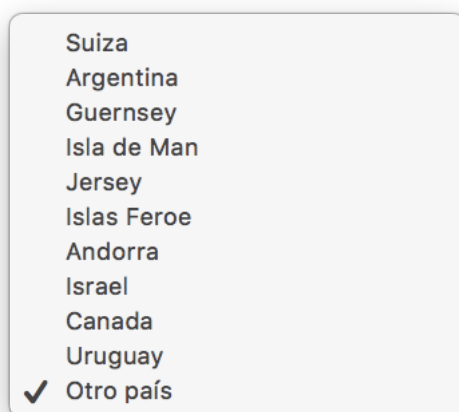 Suiza
Argentina
Guernsey
Isla de Man
Jersey
Islas Feroe
Andorra
Israel
Canada
Uruguay
Otro país